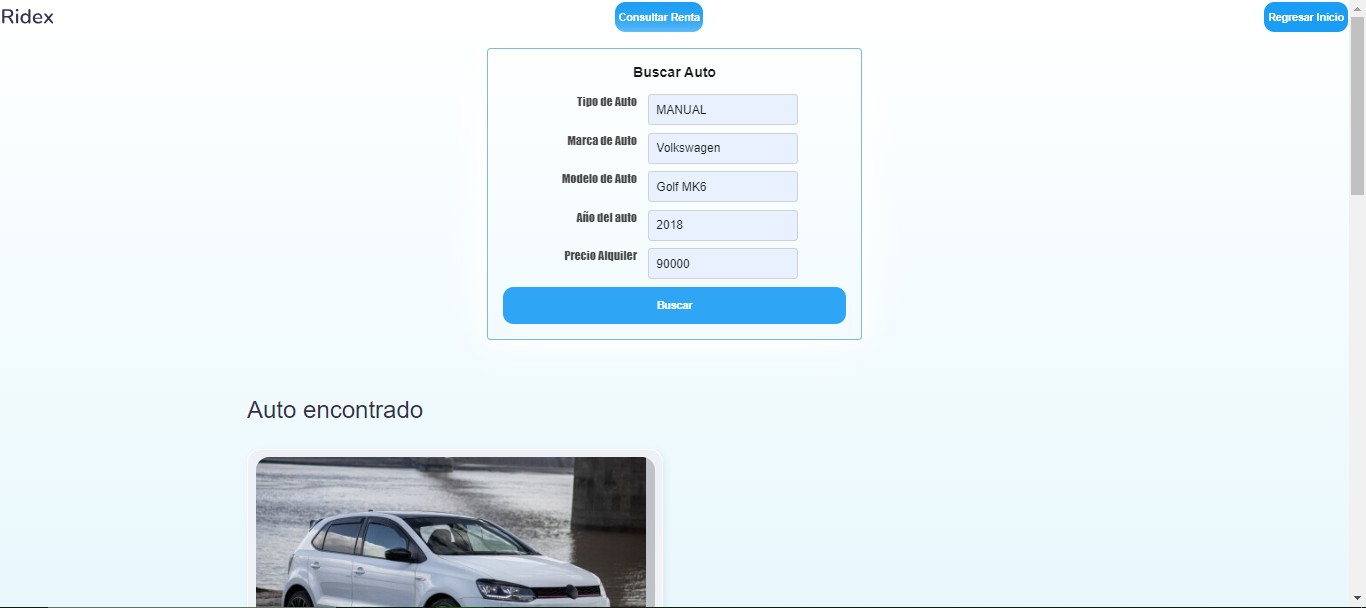 Ridex
Consultar Renta
Regresar Inicio
Buscar Auto
Tipo de Auto MANUAL
Marca de Auto Volkswagen
Modelo de Auto Golf MK6
Año del auto 2018
Precio Alquiler 90000
Buscar
Auto encontrado